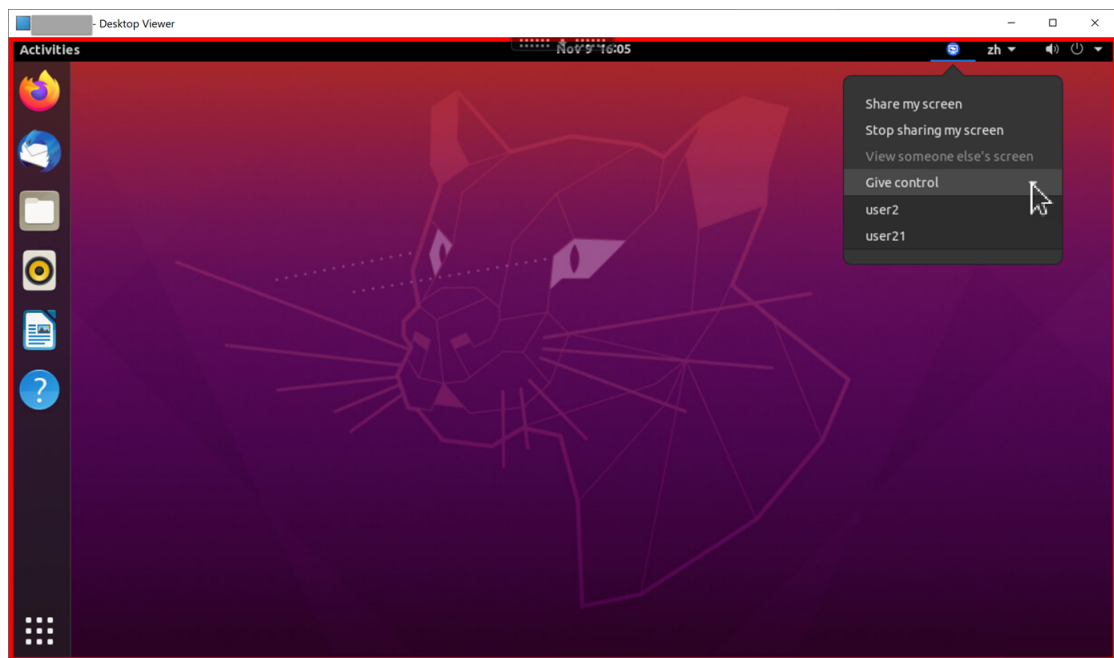 - Desktop Viewer
Activities
Nov 9 16:05
zh
Share my screen
Stop sharing my screen
View someone else's screen
Give control
user2
user21
?